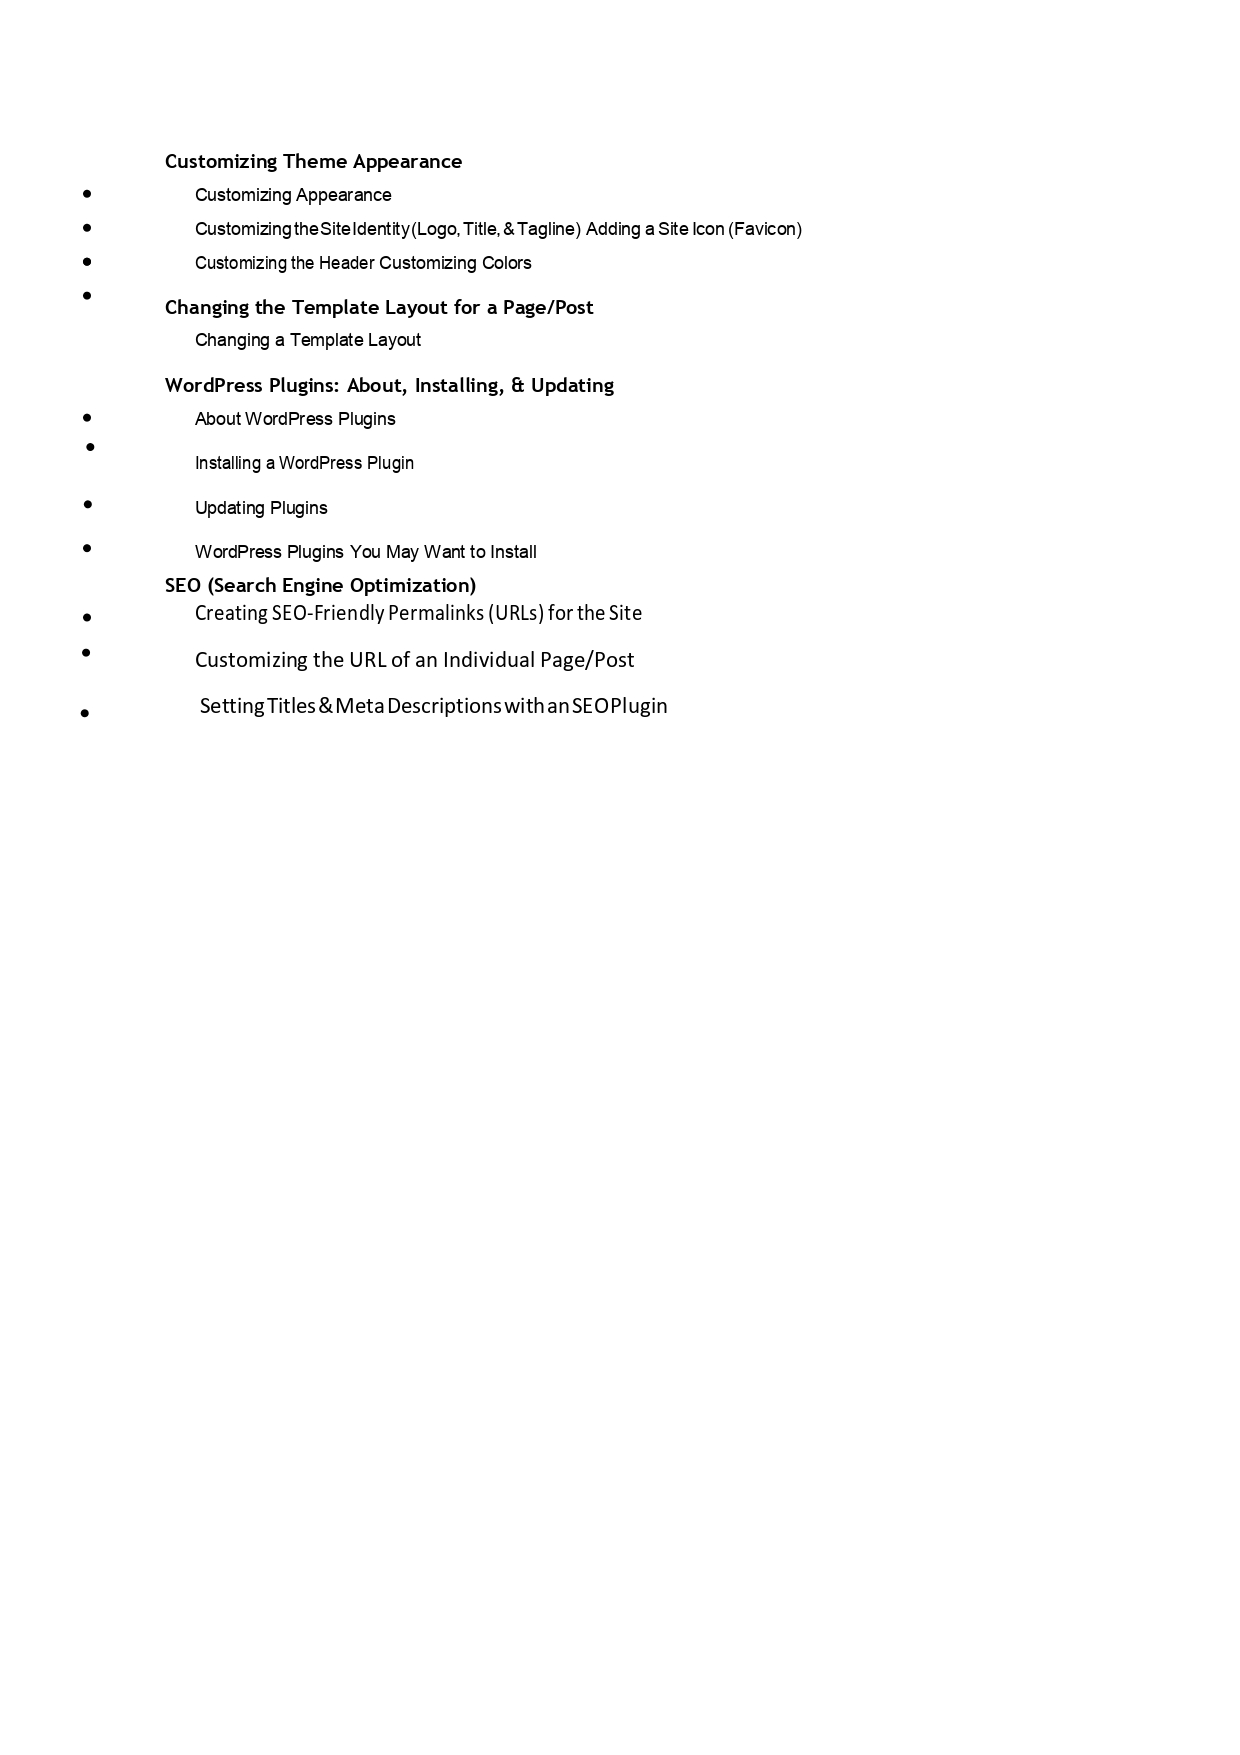 Customizing Theme Appearance
• Customizing Appearance
• Customizing the Site Identity (Logo, Title, & Tagline) Adding a Site Icon (Favicon)
• Customizing the Header Customizing Colors
• Changing the Template Layout for a Page/Post
Changing a Template Layout
WordPress Plugins: About, Installing, & Updating
• About WordPress Plugins
• Installing a WordPress Plugin
• Updating Plugins
• WordPress Plugins You May Want to Install
SEO (Search Engine Optimization)
• Creating SEO-Friendly Permalinks (URLs) for the Site
• Customizing the URL of an Individual Page/Post
• Setting Titles & Meta Descriptions with an SEO Plugin